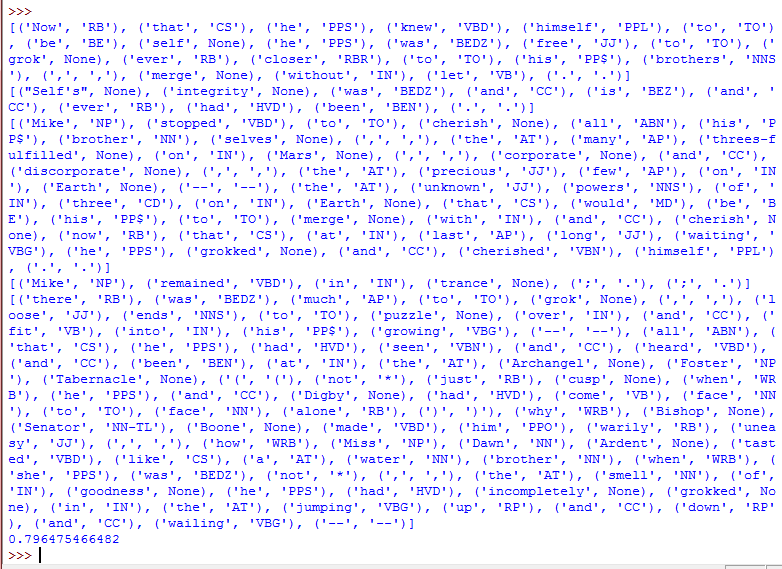 >>>
[('Now', 'RB'), ('that', 'CS'), ('he', 'PPS'), ('knew', 'VBD'), ('himself', 'PPL'), ('to', 'TO')
, ('be', 'BE'), ('self', None), ('he', 'PPS'), ('was', 'BEDZ'), ('free', 'JJ'), ('to', 'TO'), ('
grok', None), ('ever', 'RB'), ('closer', 'RBR'), ('to', 'TO'), ('his', 'PP$'), ('brothers', 'NNS
'), (',', ','), ('merge', None), ('without', 'IN'), ('let', 'VB'), ('.', '.')]
[("Self's", None), ('integrity', None), ('was', 'BEDZ'), ('and', 'CC'), ('is', 'BEZ'), ('and', '
CC'), ('ever', 'RB'), ('had', 'HVD'), ('been', 'BEN'), ('.', '.')]
[('Mike', 'NP'), ('stopped', 'VBD'), ('to', 'TO'), ('cherish', None), ('all', 'ABN'), ('his', 'P
P$'), ('brother', 'NN'), ('selves', None), (',', ','), ('the', 'AT'), ('many', 'AP'), ('threes-f
ulfilled', None), ('on', 'IN'), ('Mars', None), (',', ','), ('corporate', None), ('and', 'CC'),
('discorporate', None), (',', ','), ('the', 'AT'), ('precious', 'JJ'), ('few', 'AP'), ('on', 'IN
'), ('Earth', None), ('--', '--'), ('the', 'AT'), ('unknown', 'JJ'), ('powers', 'NNS'), ('of', '
IN'), ('three', 'CD'), ('on', 'IN'), ('Earth', None), ('that', 'CS'), ('would', 'MD'), ('be', 'B
E'), ('his', 'PP$'), ('to', 'TO'), ('merge', None), ('with', 'IN'), ('and', 'CC'), ('cherish', N
one), ('now', 'RB'), ('that', 'CS'), ('at', 'IN'), ('last', 'AP'), ('long', 'JJ'), ('waiting', '
VBG'), ('he', 'PPS'), ('grokked', None), ('and', 'CC'), ('cherished', 'VBN'), ('himself', 'PPL')
, ('.', '.')]
[('Mike', 'NP'), ('remained', 'VBD'), ('in', 'IN'), ('trance', None), (';', '.'), (';', '.')]
[('there', 'RB'), ('was', 'BEDZ'), ('much', 'AP'), ('to', 'TO'), ('grok', None), (',', ','), ('l
oose', 'JJ'), ('ends', 'NNS'), ('to', 'TO'), ('puzzle', None), ('over', 'IN'), ('and', 'CC'), ('
fit', 'VB'), ('into', 'IN'), ('his', 'PP$'), ('growing', 'VBG'), ('--', '--'), ('all', 'ABN'), (
'that', 'CS'), ('he', 'PPS'), ('had', 'HVD'), ('seen', 'VBN'), ('and', 'CC'), ('heard', 'VBD'),
('and', 'CC'), ('been', 'BEN'), ('at', 'IN'), ('the', 'AT'), ('Archangel', None), ('Foster', 'NP
'), ('Tabernacle', None), ('(', '('), ('not', '*'), ('just', 'RB'), ('cusp', None), ('when', 'WR
B'), ('he', 'PPS'), ('and', 'CC'), ('Digby', None), ('had', 'HVD'), ('come', 'VB'), ('face', 'NN
'), ('to', 'TO'), ('face', 'NN'), ('alone', 'RB'), (')', ')'), ('why', 'WRB'), ('Bishop', None),
('Senator', 'NN-TL'), ('Boone', None), ('made', 'VBD'), ('him', 'PPO'), ('warily', 'RB'), ('unea
sy', 'JJ'), (',', ','), ('how', 'WRB'), ('Miss', 'NP'), ('Dawn', 'NN'), ('Ardent', None), ('tast
ed', 'VBD'), ('like', 'CS'), ('a', 'AT'), ('water', 'NN'), ('brother', 'NN'), ('when', 'WRB'), (
'she', 'PPS'), ('was', 'BEDZ'), ('not', '*'), (',', ','), ('the', 'AT'), ('smell', 'NN'), ('of',
'IN'), ('goodness', None), ('he', 'PPS'), ('had', 'HVD'), ('incompletely', None), ('grokked', No
ne), ('in', 'IN'), ('the', 'AT'), ('jumping', 'VBG'), ('up', 'RP'), ('and', 'CC'), ('down', 'RP'
), ('and', 'CC'), ('wailing', 'VBG'), ('--', '--')]
0.796475466482
>>>